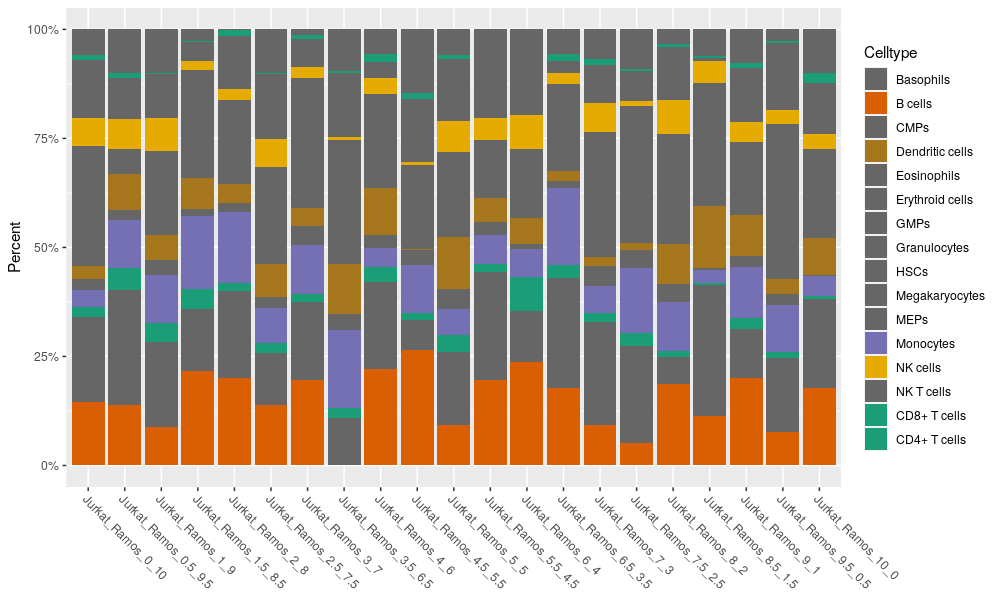 100%
75%
50%
25%
0%
Percent
Jurkat_Ramos_0_10
Jurkat_Ramos_0.5_9.5
Jurkat_Ramos_1_9
Jurkat_Ramos_1.5_8.5
Jurkat_Ramos_2_8
Jurkat_Ramos_2.5_7.5
Jurkat_Ramos_3_7
Jurkat_Ramos_3.5_6.5
Jurkat_Ramos_4_6
Jurkat_Ramos_4.5_5.5
Jurkat_Ramos_5_5
Jurkat_Ramos_5.5_4.5
Jurkat_Ramos_6_4
Jurkat_Ramos_6.5_3.5
Jurkat_Ramos_7_3
Jurkat_Ramos_7.5_2.5
Jurkat_Ramos_8_2
Jurkat_Ramos_8.5_1.5
Jurkat_Ramos_9_1
Jurkat_Ramos_9.5_0.5
Jurkat_Ramos_10_0
Celltype
Basophils
B cells
CMPs
Dendritic cells
Eosinophils
Erythroid cells
GMPs
Granulocytes
HSCs
Megakaryocytes
MEPs
Monocytes
NK cells
NK T cells
CD8+ T cells
CD4+ T cells